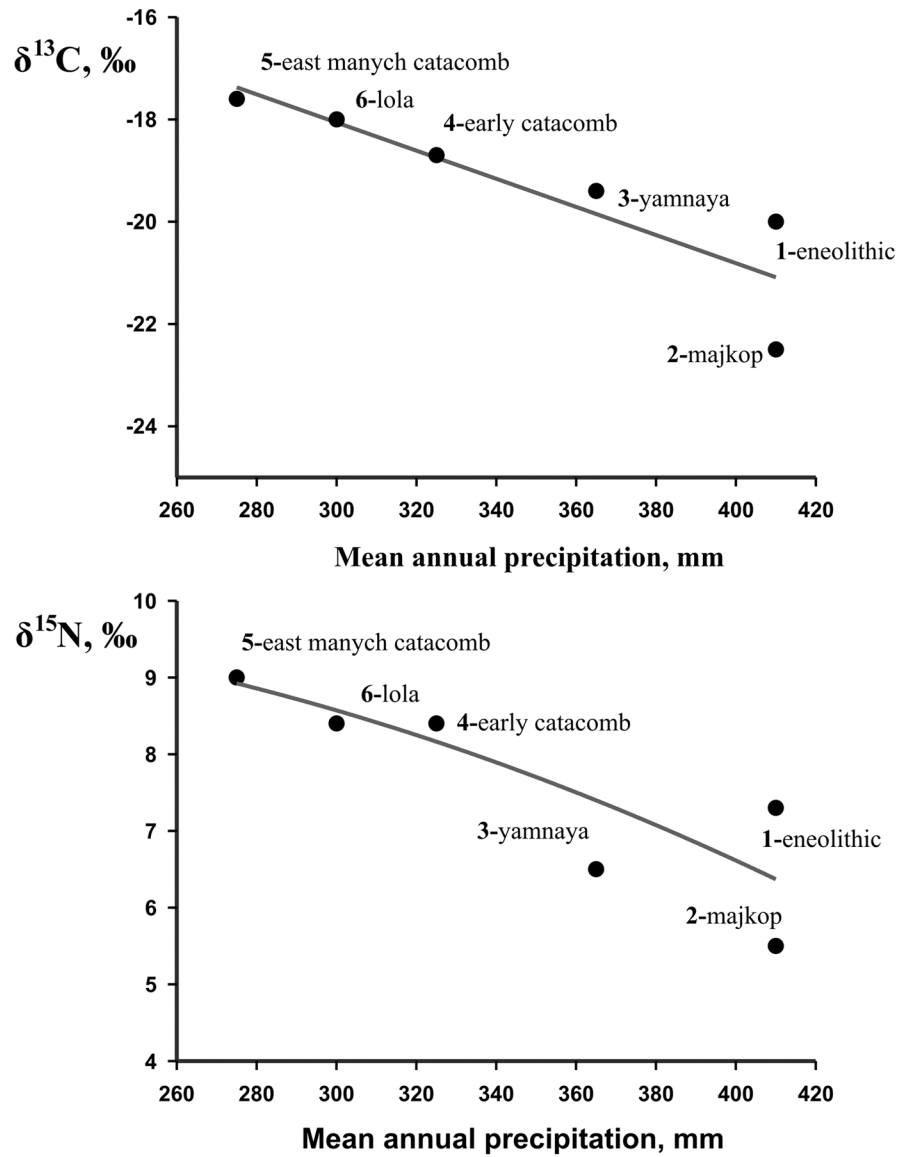 -16
δ¹³C, ‰
5-east manych catacomb
6-lola
-18
4-early catacomb
3-yamnaya
-20
1-eneolithic
-22
2-majkop
-24
260 280 300 320 340 360 380 400 420
Mean annual precipitation, mm
10
δ¹⁵N, ‰
5-east manych catacomb
9
6-lola
4-early catacomb
8
7
3-yamnaya
1-eneolithic
6
2-majkop
5
4
260 280 300 320 340 360 380 400 420
Mean annual precipitation, mm